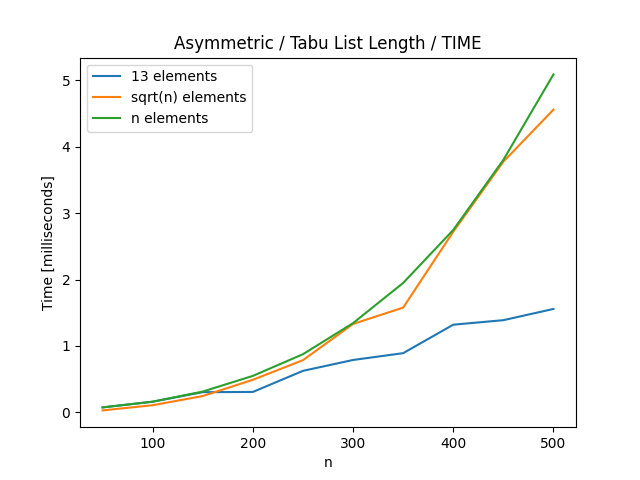 Asymmetric / Tabu List Length / TIME
13 elements
sqrt(n) elements
n elements
Time [milliseconds]
5
4
3
2
1
0
100 200 300 400 500
n